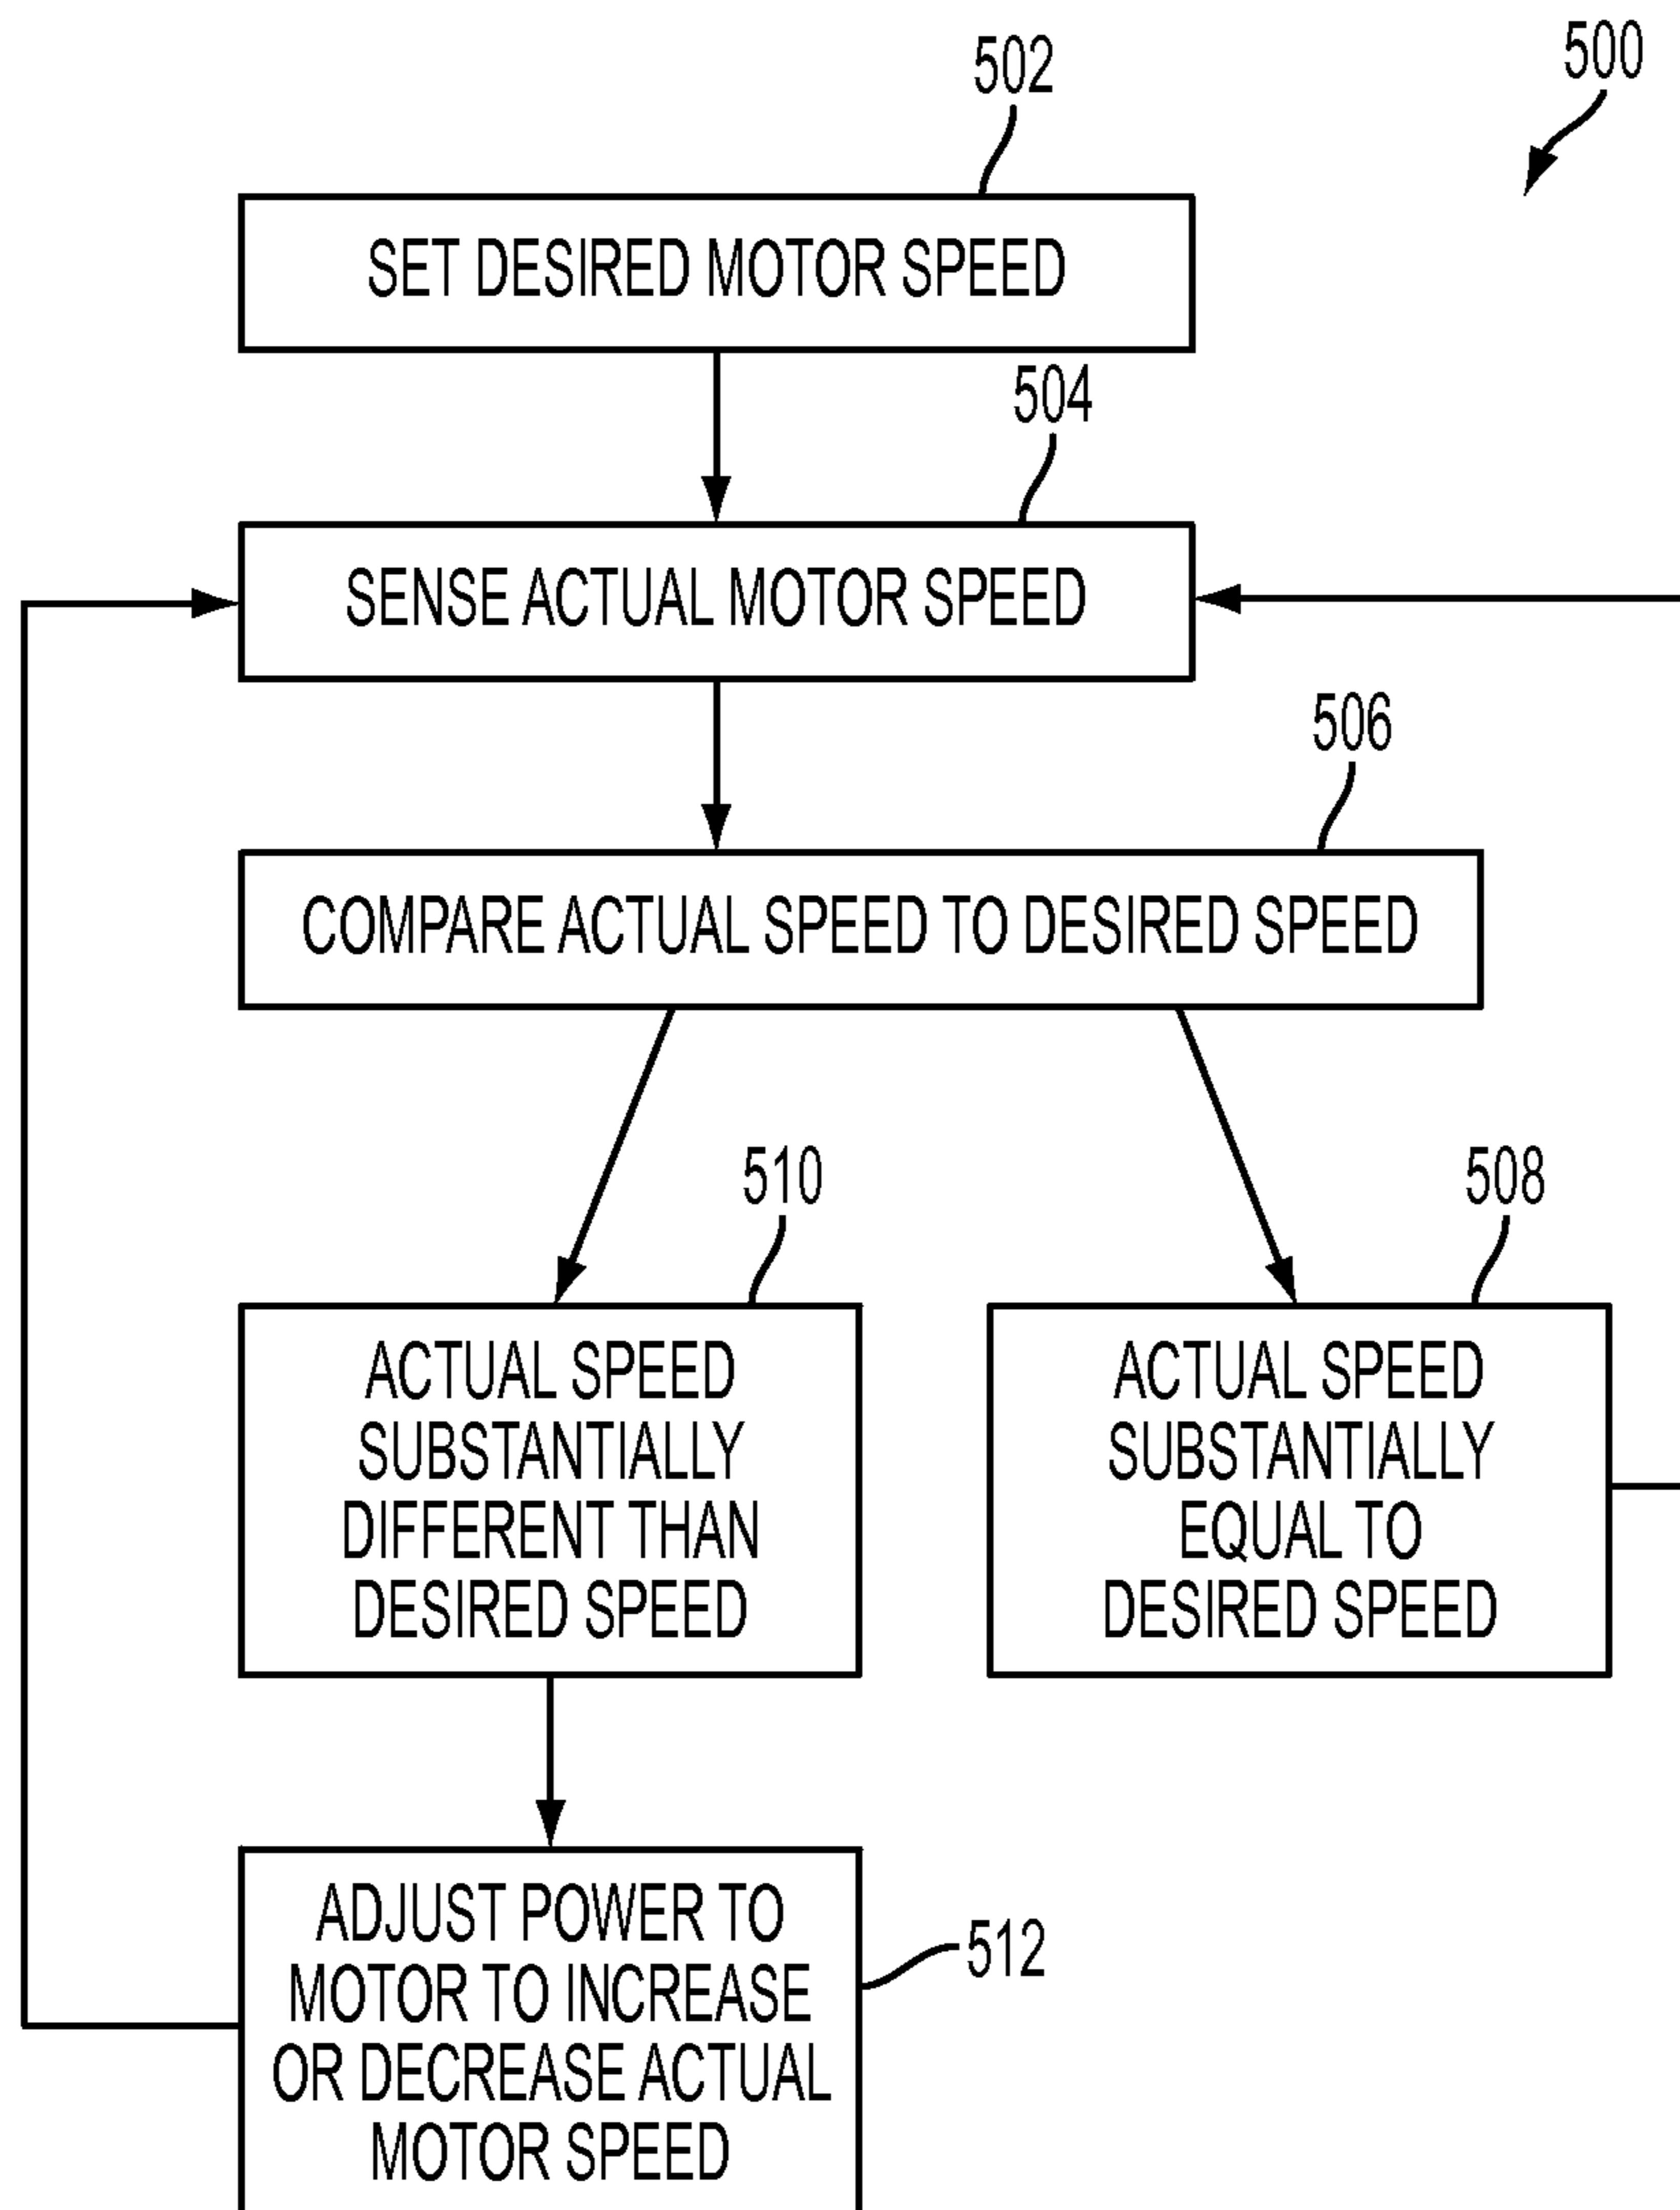 500
502
SET DESIRED MOTOR SPEED
504
SENSE ACTUAL MOTOR SPEED
506
COMPARE ACTUAL SPEED TO DESIRED SPEED
510
ACTUAL SPEED
SUBSTANTIALLY
DIFFERENT THAN
DESIRED SPEED
508
ACTUAL SPEED
SUBSTANTIALLY
EQUAL TO
DESIRED SPEED
512
ADJUST POWER TO
MOTOR TO INCREASE
OR DECREASE ACTUAL
MOTOR SPEED